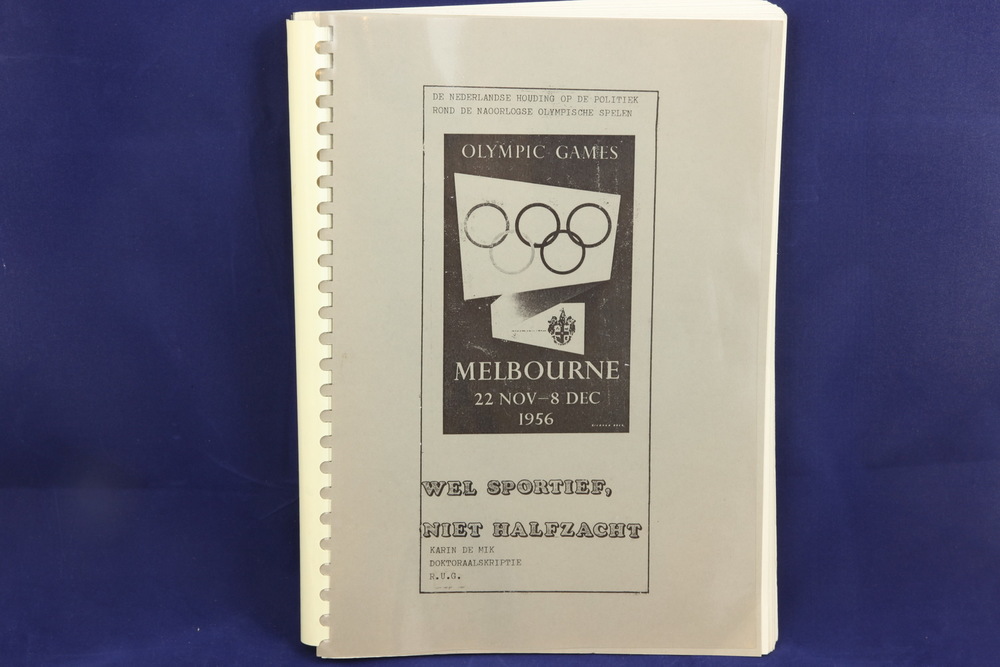 DE NEDERLANDSE HOUDING OP DE POLITIEK
ROND DE NAOORLOGSE OLYMPISCHE SPELEN
OLYMPIC GAMES
MELBOURNE
22 NOV–8 DEC
1956
WEL SPORTIEF,
NIET HALFZACHT
KARIN DE MIK
DOKTORAALSKRIPTIE
R.U.G.